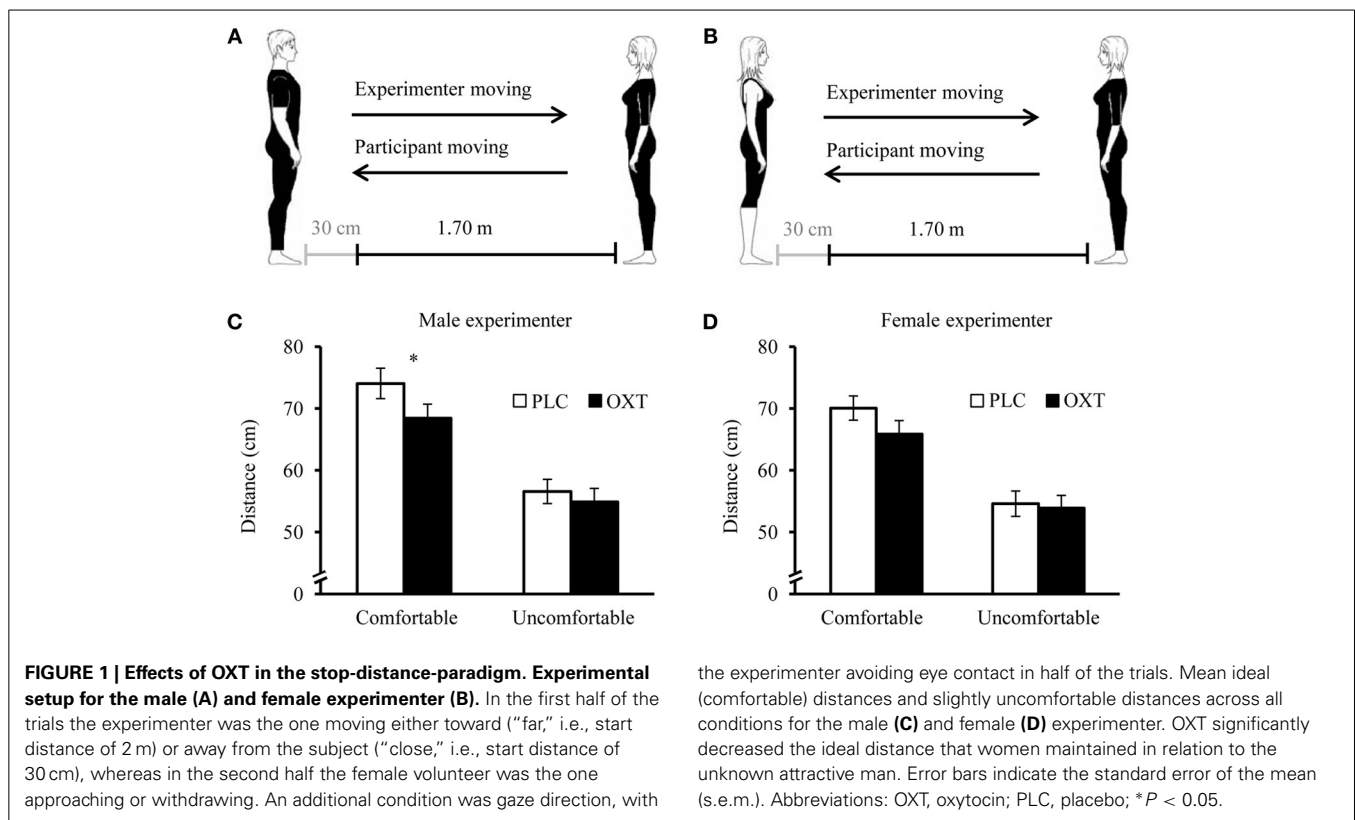 A
Experimenter moving
Participant moving
30 cm
1.70 m
B
Experimenter moving
Participant moving
30 cm
1.70 m
C
Male experimenter
80
70
60
50
0
Distance (cm)
*
PLC
OXT
Comfortable
Uncomfortable
D
Female experimenter
80
70
60
50
0
Distance (cm)
PLC
OXT
Comfortable
Uncomfortable
FIGURE 1 | Effects of OXT in the stop-distance-paradigm. Experimental
setup for the male (A) and female experimenter (B). In the first half of the
trials the experimenter was the one moving either toward (“far,” i.e., start
distance of 2 m) or away from the subject (“close,” i.e., start distance of
30 cm), whereas in the second half the female volunteer was the one
approaching or withdrawing. An additional condition was gaze direction, with
the experimenter avoiding eye contact in half of the trials. Mean ideal
(comfortable) distances and slightly uncomfortable distances across all
conditions for the male (C) and female (D) experimenter. OXT significantly
decreased the ideal distance that women maintained in relation to the
unknown attractive man. Error bars indicate the standard error of the mean
(s.e.m.). Abbreviations: OXT, oxytocin; PLC, placebo; *P < 0.05.